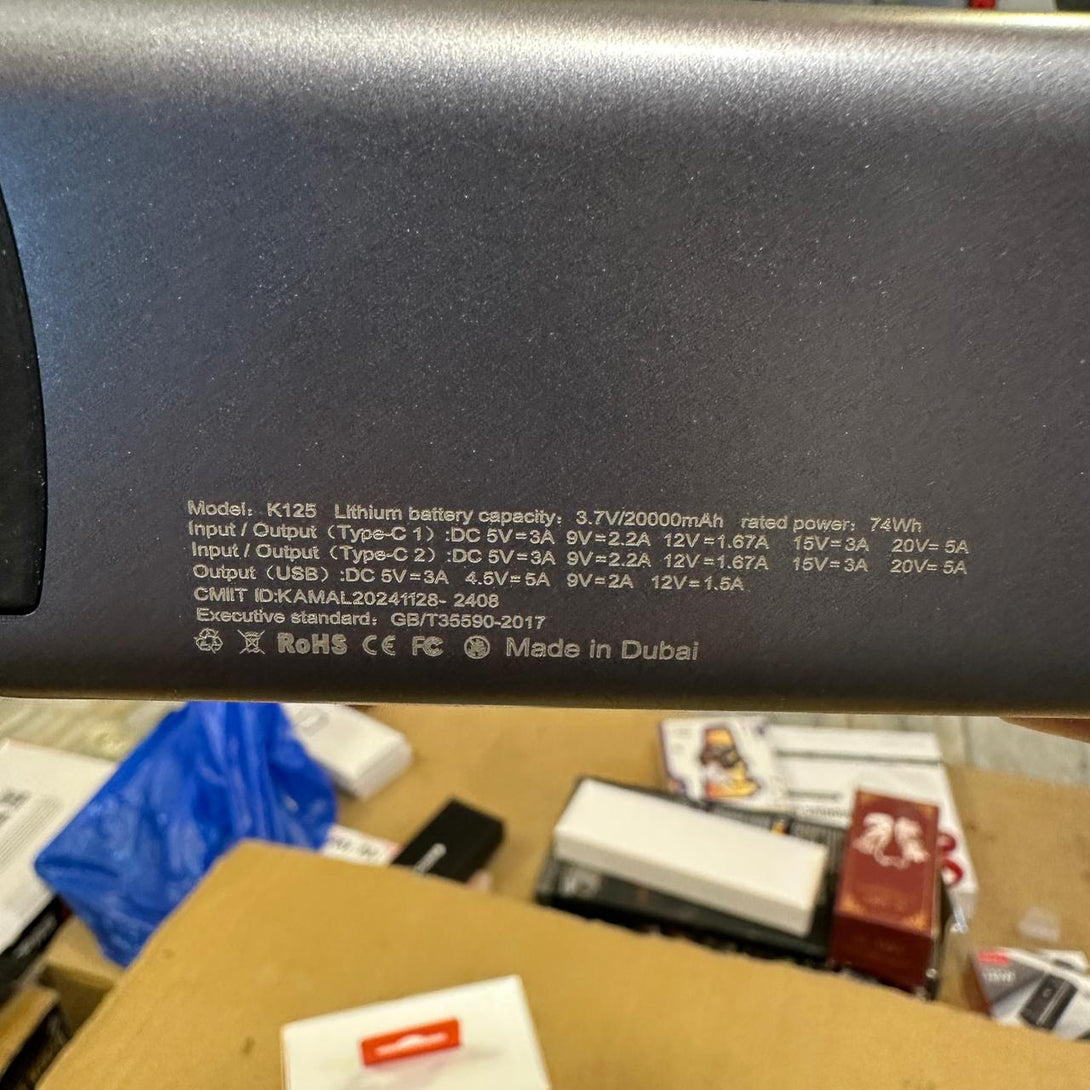 Model: K125 Lithium battery capacity: 3.7V/20000mAh rated power: 74Wh
Input / Output (Type-C 1) :DC 5V=3A 9V=2.2A 12V=1.67A 15V=3A 20V= 5A
Input / Output (Type-C 2) :DC 5V=3A 9V=2.2A 12V=1.67A 15V=3A 20V= 5A
Output (USB) :DC 5V=3A 4.5V=5A 9V=2A 12V=1.5A
CMIIT ID:KAMAL20241128- 2408
Executive standard: GB/T35590-2017
RoHS CE FC Made in Dubai